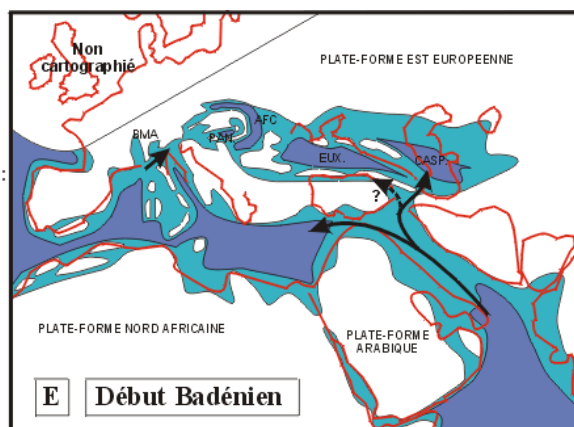 Non
cartographié
PLATE-FORME EST EUROPEENNE
BMA
PAN.
AFC
EUX.
CASP.
:
?
PLATE-FORME NORD AFRICAINE
PLATE-FORME
ARABIQUE
E
Début Badénien